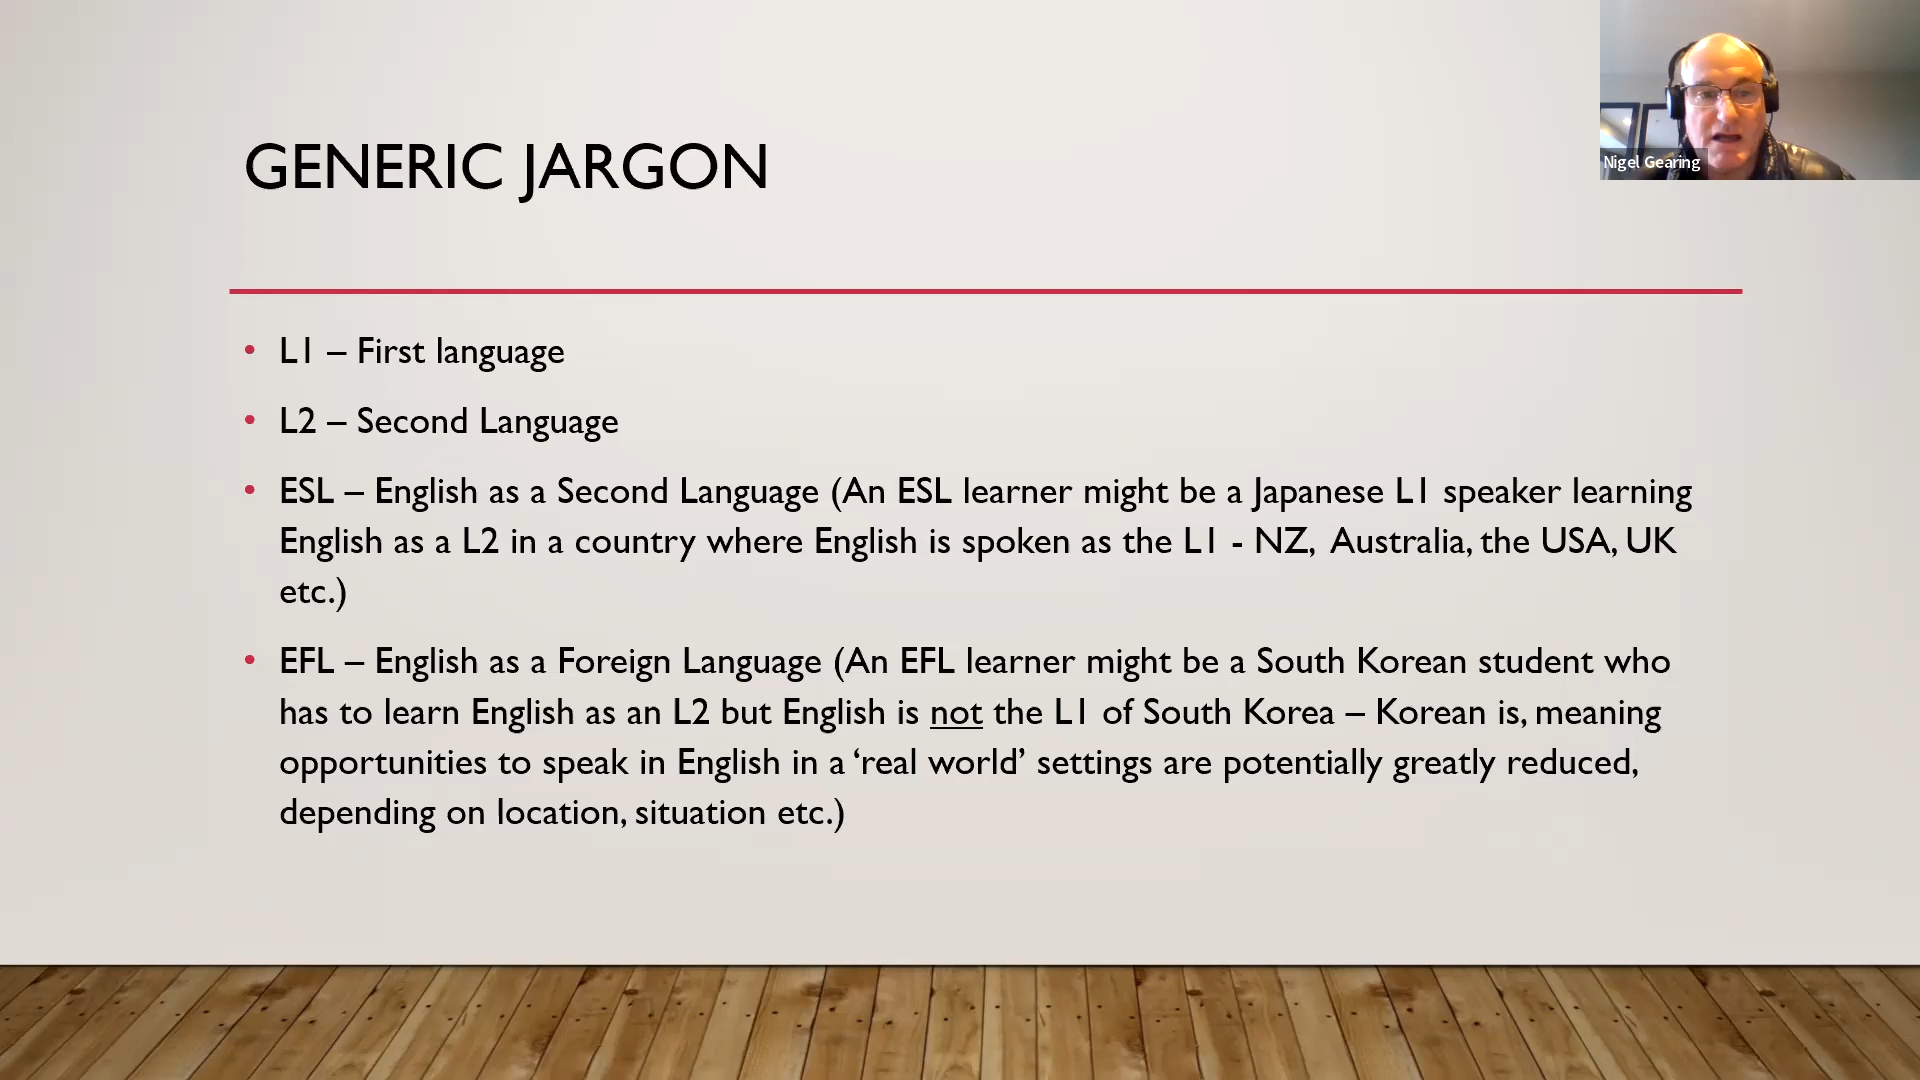 Nigel Gearing
GENERIC JARGON
• L1 – First language
• L2 – Second Language
• ESL – English as a Second Language (An ESL learner might be a Japanese L1 speaker learning
English as a L2 in a country where English is spoken as the L1 - NZ, Australia, the USA, UK
etc.)
• EFL – English as a Foreign Language (An EFL learner might be a South Korean student who
has to learn English as an L2 but English is not the L1 of South Korea – Korean is, meaning
opportunities to speak in English in a ‘real world’ settings are potentially greatly reduced,
depending on location, situation etc.)